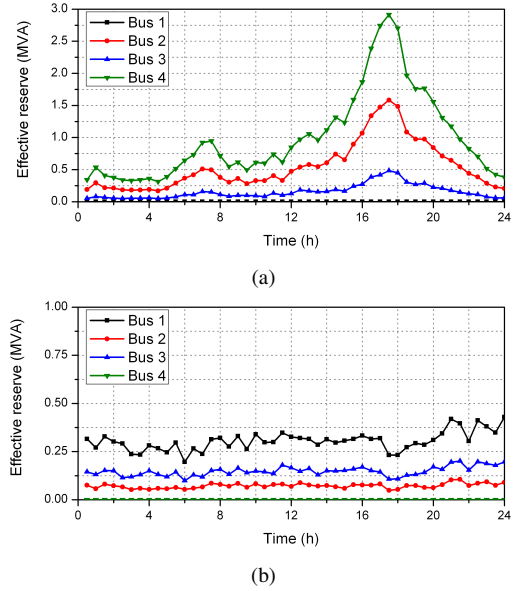 3.0
2.5
2.0
1.5
1.0
0.5
0.0
Effective reserve (MVA)
Bus 1
Bus 2
Bus 3
Bus 4
0 4 8 12 16 20 24
Time (h)
(a)
1.00
0.75
0.50
0.25
0.00
Effective reserve (MVA)
Bus 1
Bus 2
Bus 3
Bus 4
0 4 8 12 16 20 24
Time (h)
(b)